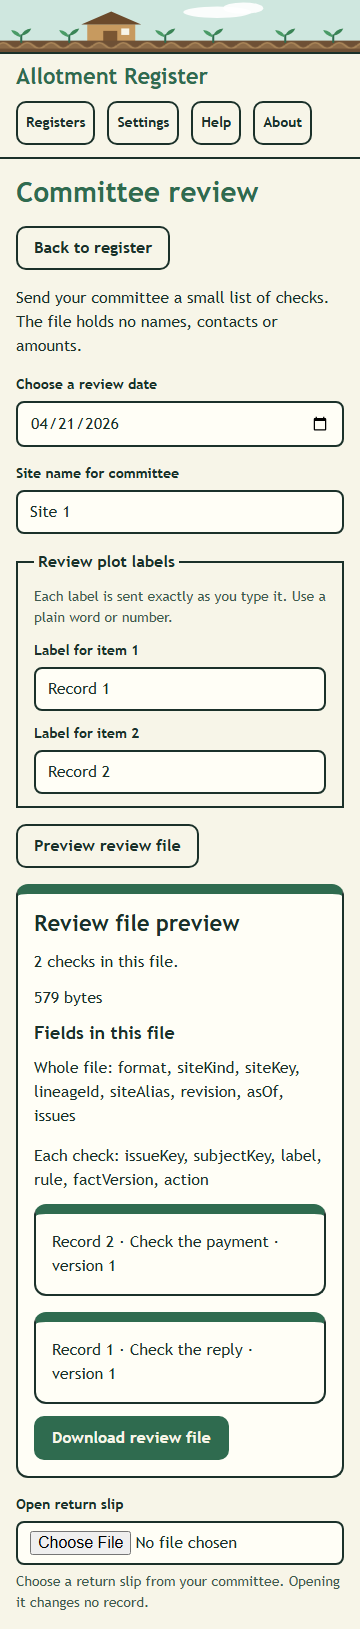 Allotment Register
Registers
Settings
Help
About
Committee review
Back to register
Send your committee a small list of checks.
The file holds no names, contacts or
amounts.
Choose a review date
04/21/2026
Site name for committee
Site 1
Review plot labels
Each label is sent exactly as you type it. Use a
plain word or number.
Label for item 1
Record 1
Label for item 2
Record 2
Preview review file
Review file preview
2 checks in this file.
579 bytes
Fields in this file
Whole file: format, siteKind, siteKey,
lineageId, siteAlias, revision, asOf,
issues
Each check: issueKey, subjectKey, label,
rule, factVersion, action
Record 2 · Check the payment ·
version 1
Record 1 · Check the reply ·
version 1
Download review file
Open return slip
Choose File No file chosen
Choose a return slip from your committee. Opening
it changes no record.